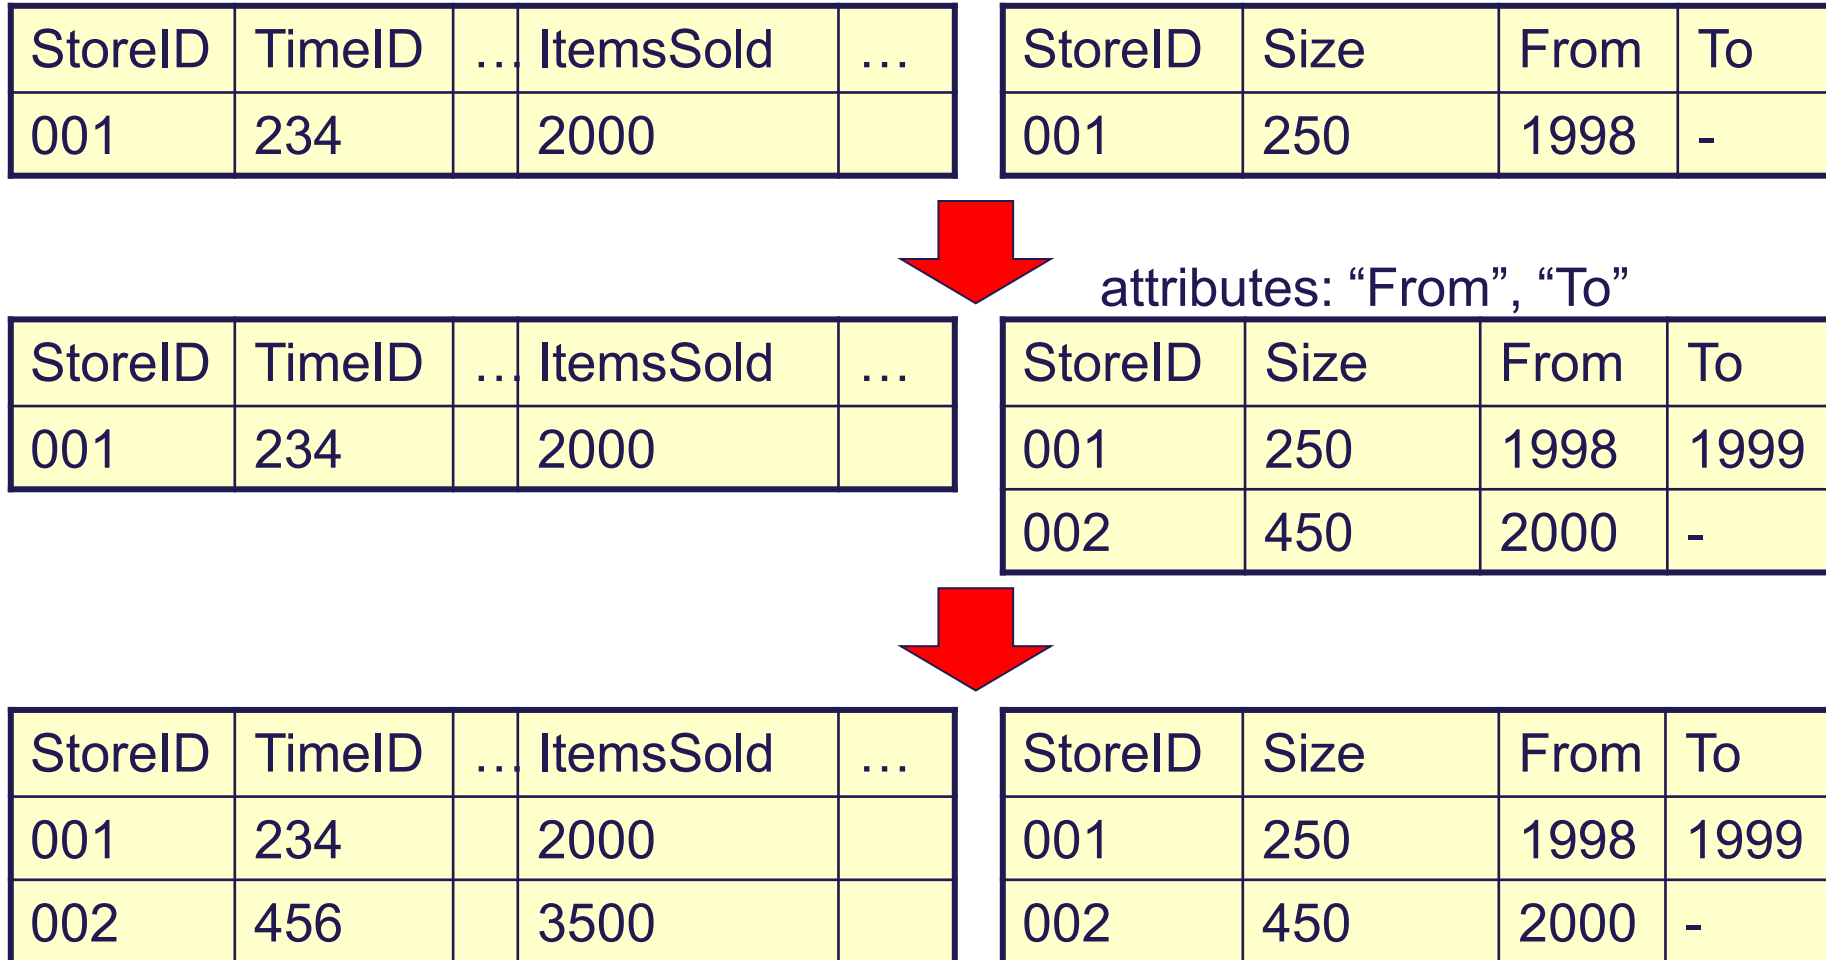 StoreID TimeID … ItemsSold … StoreID Size From To
001 234 2000 001 250 1998 -
attributes: “From”, “To”
StoreID TimeID … ItemsSold … StoreID Size From To
001 234 2000 001 250 1998 1999
002 450 2000 -
StoreID TimeID … ItemsSold … StoreID Size From To
001 234 2000 001 250 1998 1999
002 456 3500 002 450 2000 -